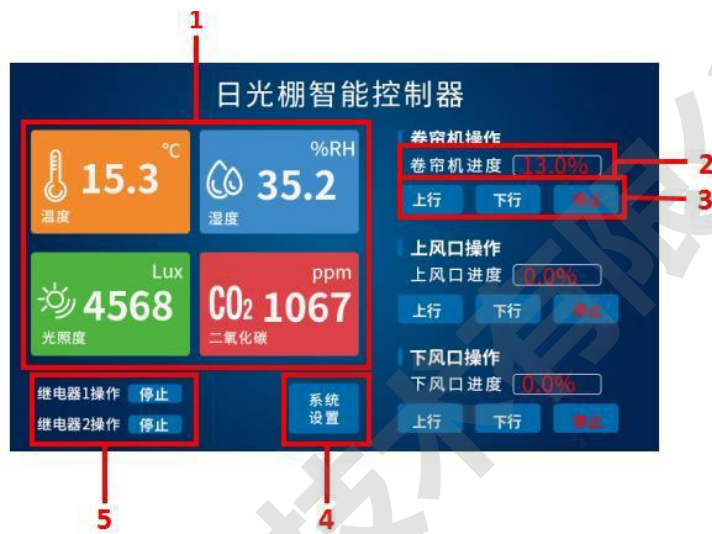 1
日光棚智能控制器
℃
15.3
温度
%RH
35.2
湿度
Lux
4568
光照度
ppm
CO₂ 1067
二氧化碳
继电器1操作 停止
继电器2操作 停止
系统
设置
卷帘机操作
卷帘机进度 13.0%
上行 下行 停止
上风口操作
上风口进度 0.0%
上行 下行 停止
下风口操作
下风口进度 0.0%
上行 下行 停止
2
3
5
4
技术有限公